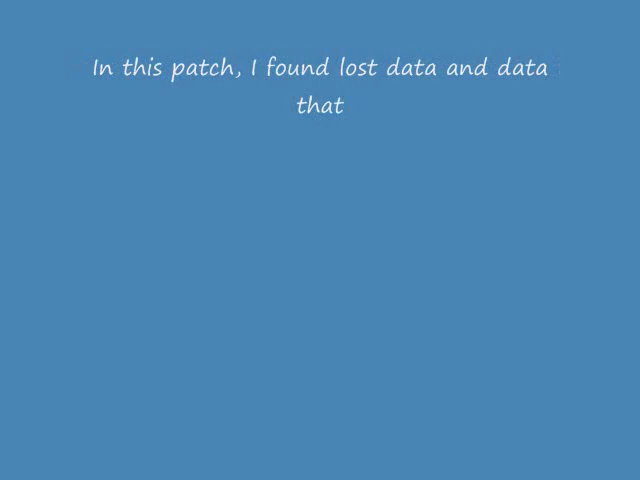 In this patch, I found lost data and data
that